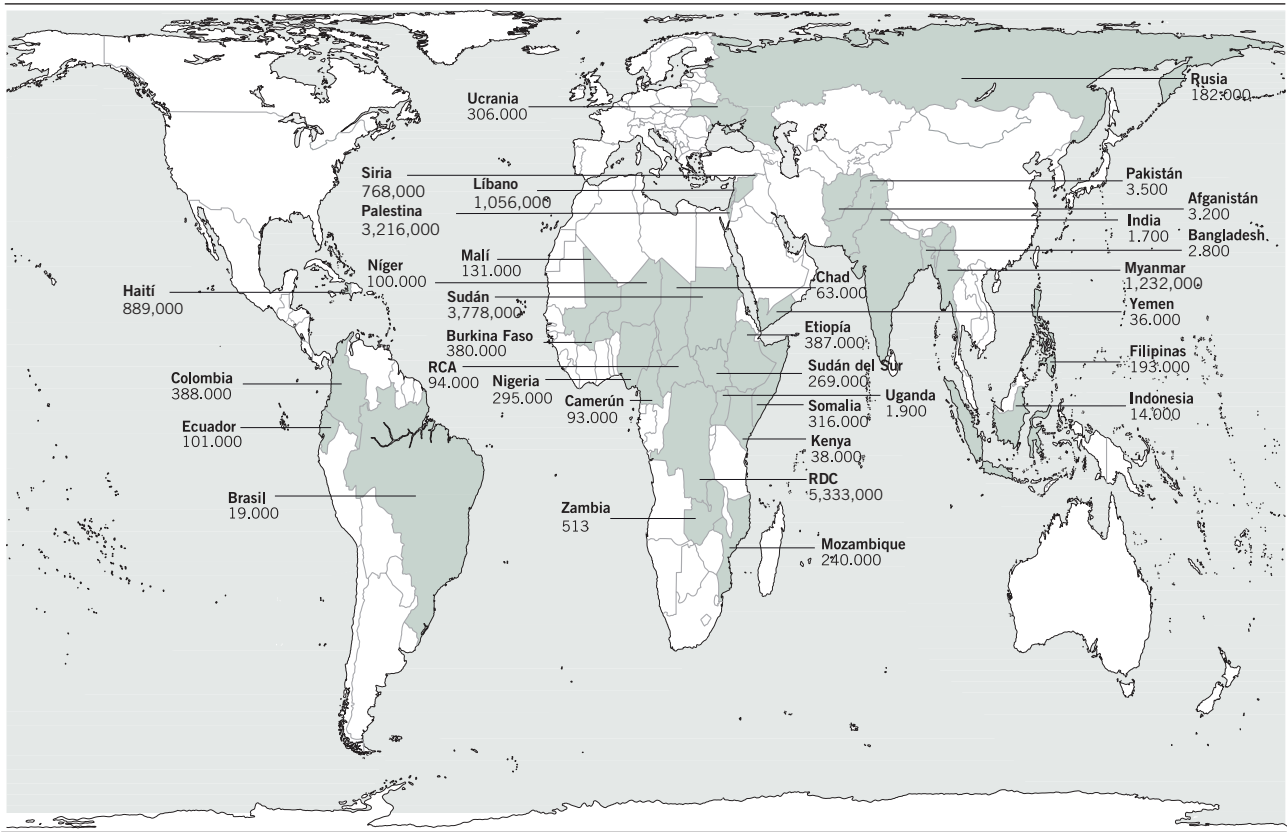 Rusia
182.000
Ucrania
306.000
Siria
768,000
Líbano
1,056,000
Palestina
3,216,000
Pakistán
3.500
Afganistán
3.200
India
1.700
Bangladesh
2.800
Malí
131.000
Níger
100.000
Chad
63.000
Myanmar
1,232,000
Haití
889,000
Sudán
3,778,000
Yemen
36.000
Burkina Faso
380.000
Etiopía
387.000
Filipinas
193.000
RCA
94.000
Sudán del Sur
269.000
Colombia
388.000
Nigeria
295.000
Camerún
93.000
Uganda
1.900
Indonesia
14.000
Somalia
316.000
Ecuador
101.000
Kenya
38.000
RDC
5,333,000
Brasil
19.000
Zambia
513
Mozambique
240.000